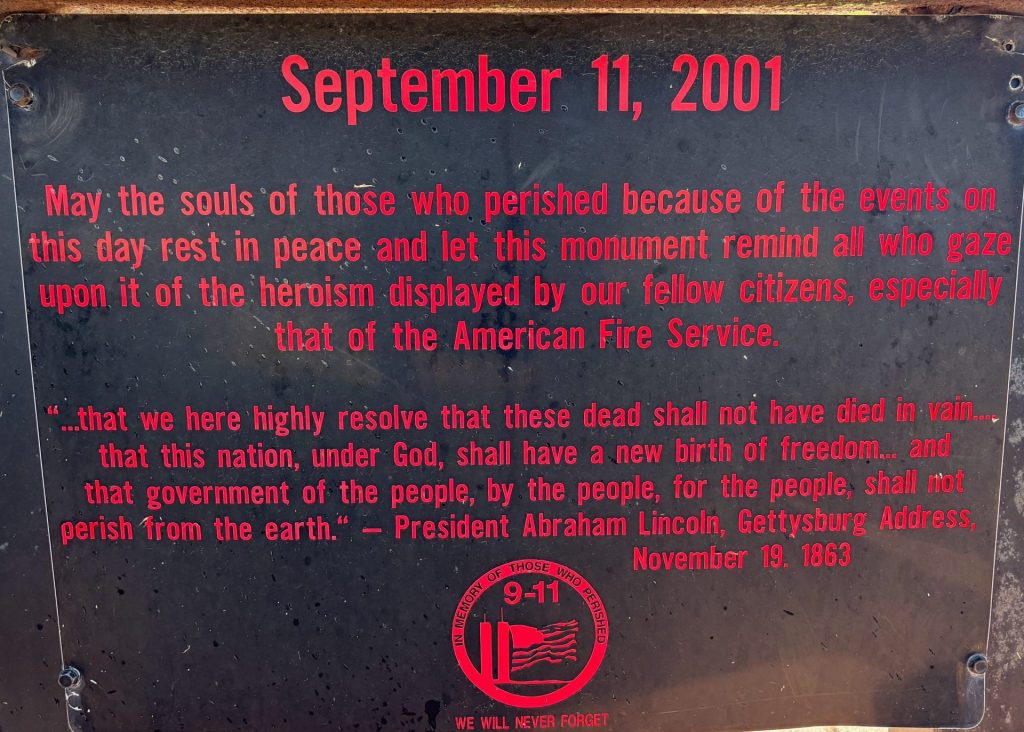 September 11, 2001
May the souls of those who perished because of the events on
this day rest in peace and let this monument remind all who gaze
upon it of the heroism displayed by our fellow citizens, especially
that of the American Fire Service.
“...that we here highly resolve that these dead shall not have died in vain....
that this nation, under God, shall have a new birth of freedom... and
that government of the people, by the people, for the people, shall not
perish from the earth.“ – President Abraham Lincoln, Gettysburg Address,
November 19. 1863
IN MEMORY OF THOSE WHO PERISHED
9-11
WE WILL NEVER FORGET